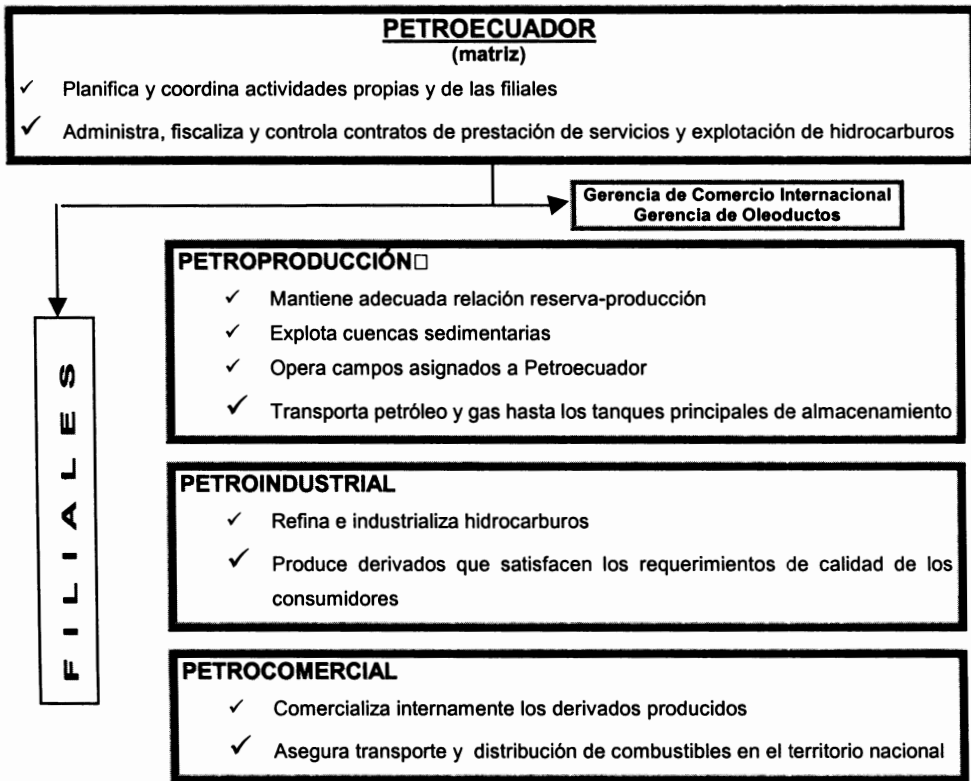 PETROECUADOR
(matriz)
✓ Planifica y coordina actividades propias y de las filiales
✓ Administra, fiscaliza y controla contratos de prestación de servicios y explotación de hidrocarburos
Gerencia de Comercio Internacional
Gerencia de Oleoductos
FILIALES
PETROPRODUCCIÓN□
✓ Mantiene adecuada relación reserva-producción
✓ Explota cuencas sedimentarias
✓ Opera campos asignados a Petroecuador
✓ Transporta petróleo y gas hasta los tanques principales de almacenamiento
PETROINDUSTRIAL
✓ Refina e industrializa hidrocarburos
✓ Produce derivados que satisfacen los requerimientos de calidad de los
consumidores
PETROCOMERCIAL
✓ Comercializa internamente los derivados producidos
✓ Asegura transporte y distribución de combustibles en el territorio nacional